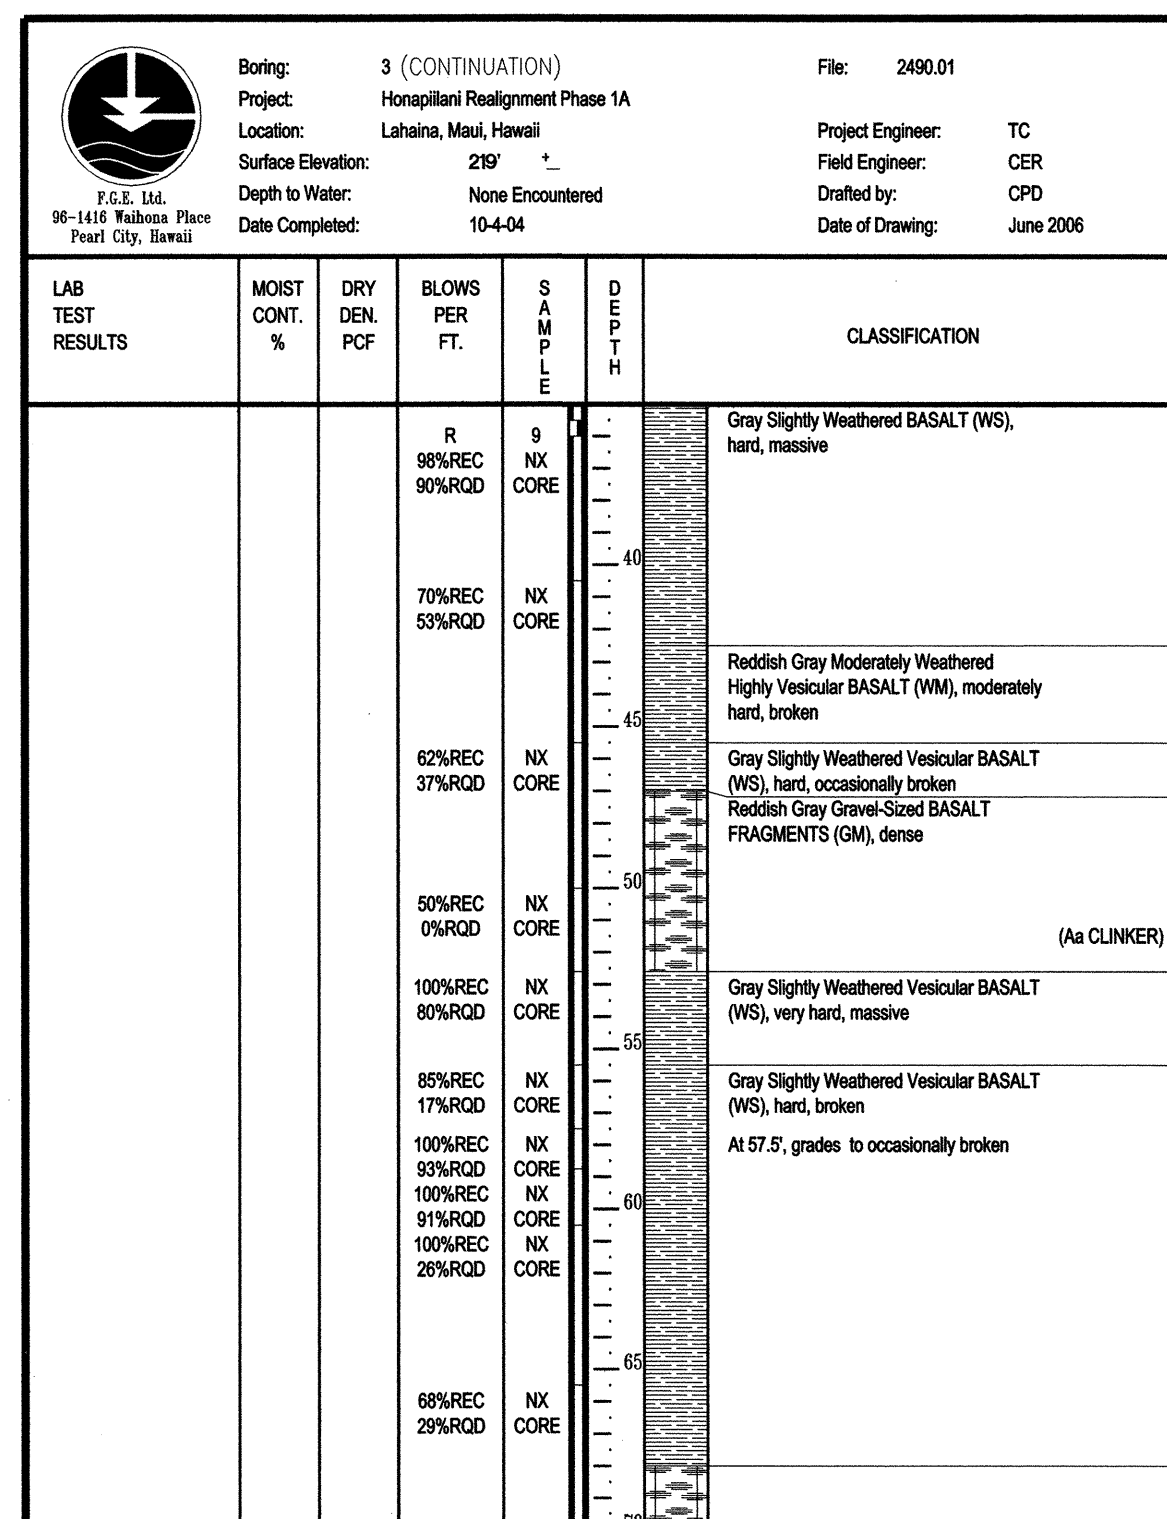 Boring: 3 (CONTINUATION) File: 2490.01
Project: Honapiilani Realignment Phase 1A
Location: Lahaina, Maui, Hawaii Project Engineer: TC
Surface Elevation: 219' +_ Field Engineer: CER
Depth to Water: None Encountered Drafted by: CPD
Date Completed: 10-4-04 Date of Drawing: June 2006
F.G.E. Ltd.
96-1416 Waihona Place
Pearl City, Hawaii
LAB TEST RESULTS
MOIST CONT. %
DRY DEN. PCF
BLOWS PER FT.
SAMPLE
DEPTH
CLASSIFICATION
Gray Slightly Weathered BASALT (WS),
hard, massive
R 9
98%REC NX
90%RQD CORE
40
70%REC NX
53%RQD CORE
Reddish Gray Moderately Weathered
Highly Vesicular BASALT (WM), moderately
hard, broken
45
62%REC NX Gray Slightly Weathered Vesicular BASALT
37%RQD CORE (WS), hard, occasionally broken
Reddish Gray Gravel-Sized BASALT
FRAGMENTS (GM), dense
50
50%REC NX
0%RQD CORE
(Aa CLINKER)
100%REC NX Gray Slightly Weathered Vesicular BASALT
80%RQD CORE (WS), very hard, massive
55
85%REC NX Gray Slightly Weathered Vesicular BASALT
17%RQD CORE (WS), hard, broken
100%REC NX At 57.5', grades to occasionally broken
93%RQD CORE
100%REC NX
60
91%RQD CORE
100%REC NX
26%RQD CORE
65
68%REC NX
29%RQD CORE